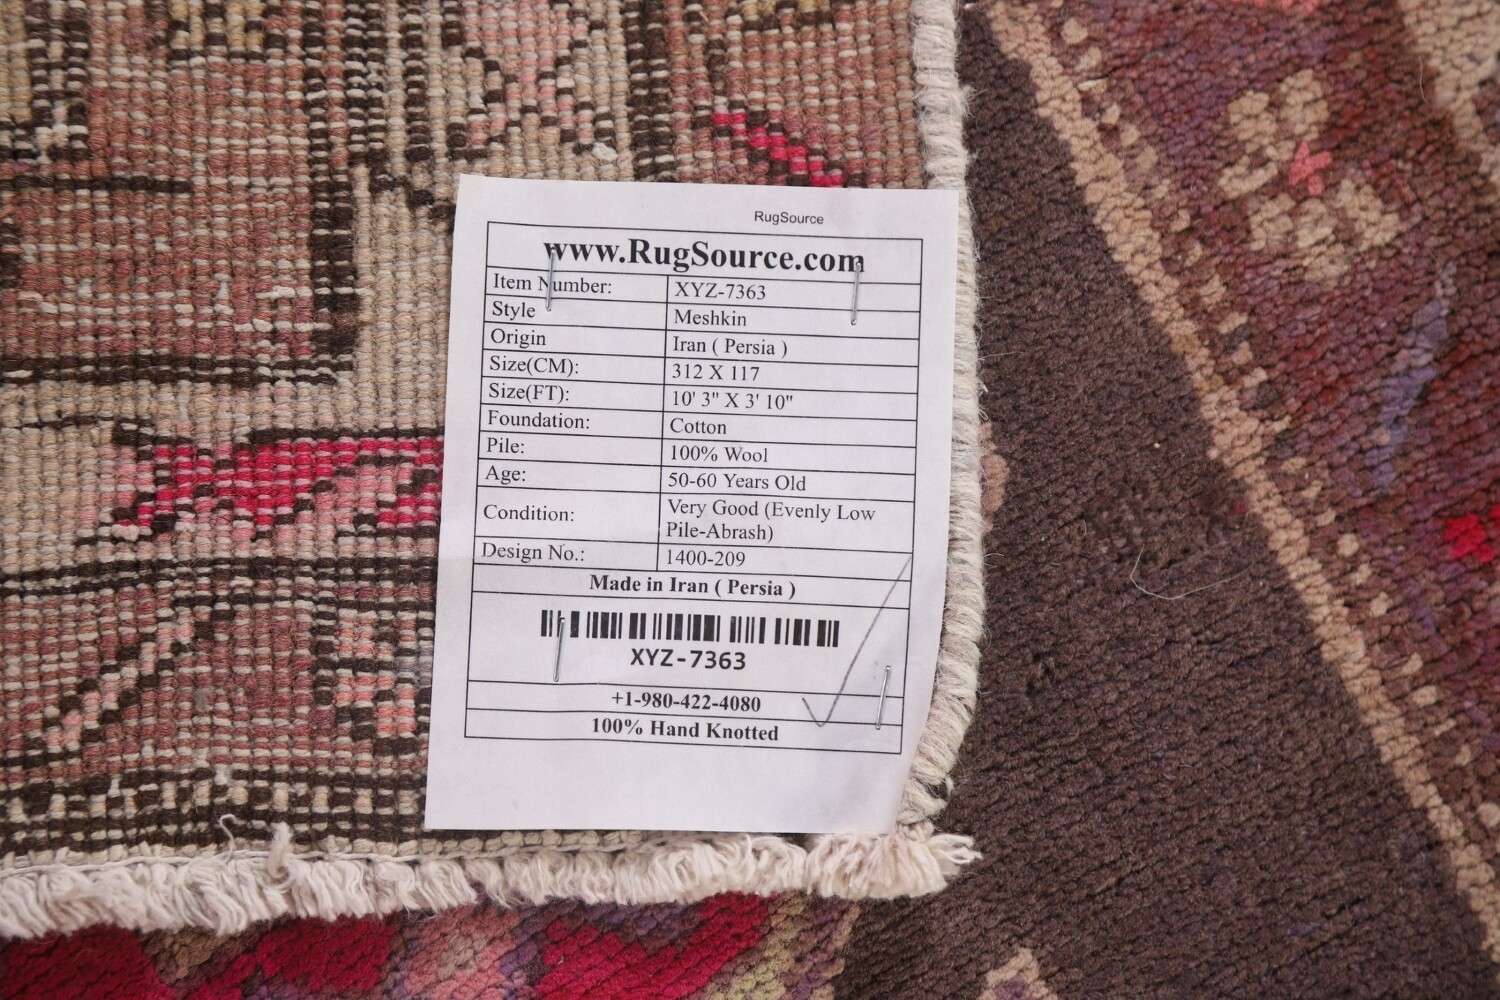 RugSource
www.RugSource.com
Item Number: XYZ-7363
Style Meshkin
Origin Iran ( Persia )
Size(CM): 312 X 117
Size(FT): 10' 3" X 3' 10"
Foundation: Cotton
Pile: 100% Wool
Age: 50-60 Years Old
Condition: Very Good (Evenly Low
Pile-Abrash)
Design No.: 1400-209
Made in Iran ( Persia )
XYZ-7363
+1-980-422-4080
100% Hand Knotted